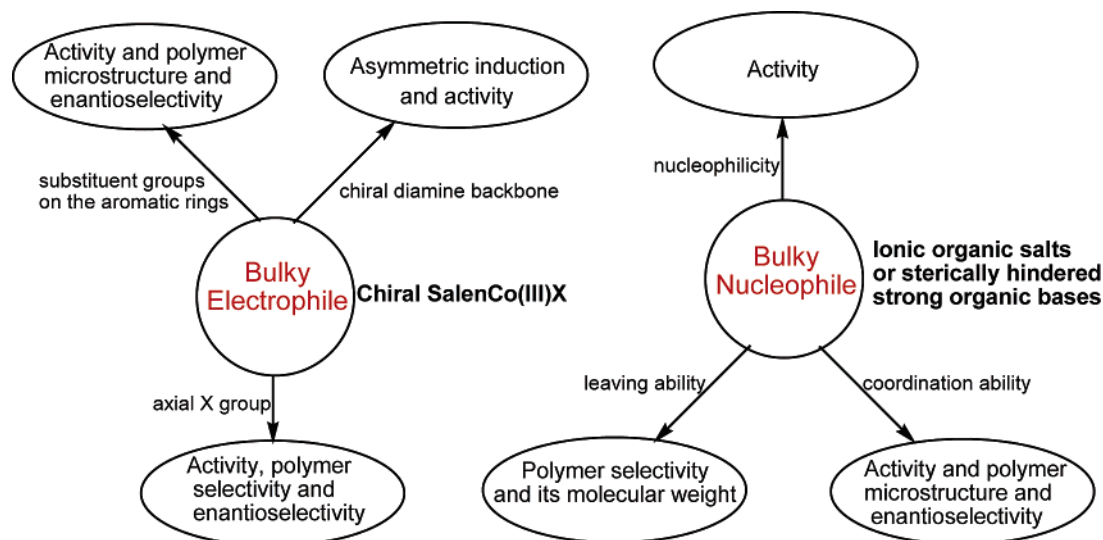 Activity and polymer
microstructure and
enantioselectivity
Asymmetric induction
and activity
substituent groups
on the aromatic rings
chiral diamine backbone
Bulky
Electrophile
Chiral SalenCo(III)X
axial X group
Activity, polymer
selectivity and
enantioselectivity
Activity
nucleophilicity
Bulky
Nucleophile
Ionic organic salts
or sterically hindered
strong organic bases
leaving ability
coordination ability
Polymer selectivity
and its molecular weight
Activity and polymer
microstructure and
enantioselectivity